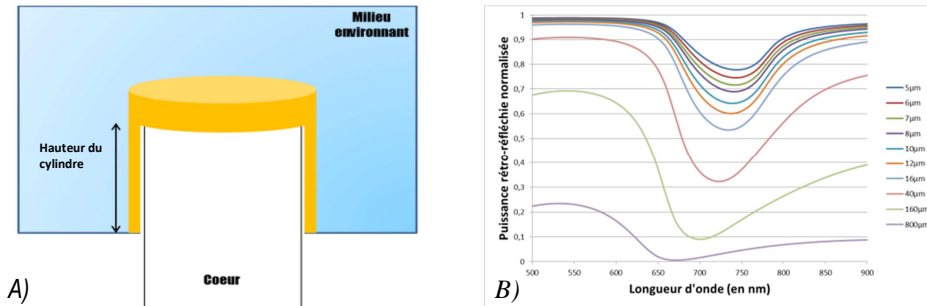 Milieu
environnant
Hauteur du
cylindre
Coeur
A)
Puissance rétro-réfléchie normalisée
1
0,9
0,8
0,7
0,6
0,5
0,4
0,3
0,2
0,1
0
500 550 600 650 700 750 800 850 900
Longueur d'onde (en nm)
5µm
6µm
7µm
8µm
10µm
12µm
16µm
40µm
160µm
800µm
B)